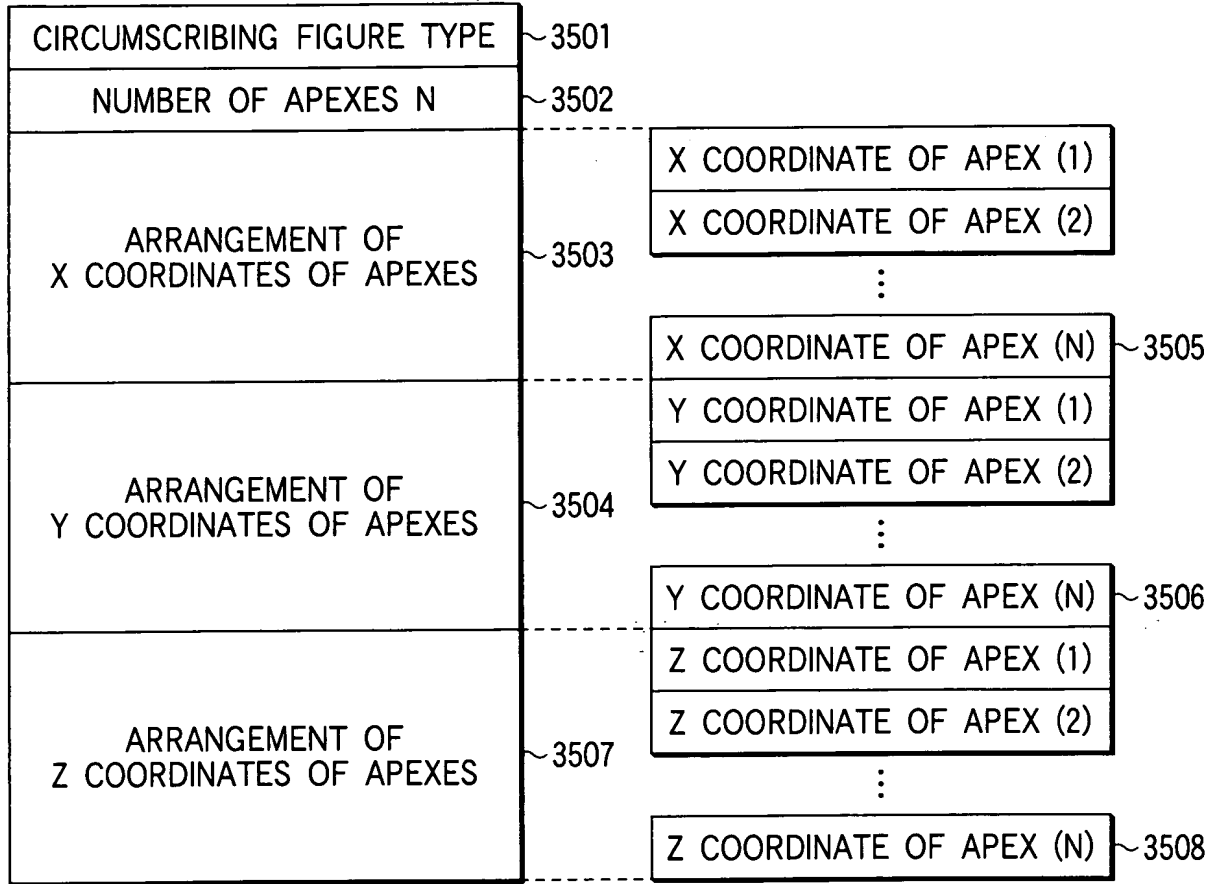 CIRCUMSCRIBING FIGURE TYPE
3501
NUMBER OF APEXES N
3502
ARRANGEMENT OF
X COORDINATES OF APEXES
3503
X COORDINATE OF APEX (1)
X COORDINATE OF APEX (2)
X COORDINATE OF APEX (N)
3505
ARRANGEMENT OF
Y COORDINATES OF APEXES
3504
Y COORDINATE OF APEX (1)
Y COORDINATE OF APEX (2)
Y COORDINATE OF APEX (N)
3506
ARRANGEMENT OF
Z COORDINATES OF APEXES
3507
Z COORDINATE OF APEX (1)
Z COORDINATE OF APEX (2)
Z COORDINATE OF APEX (N)
3508